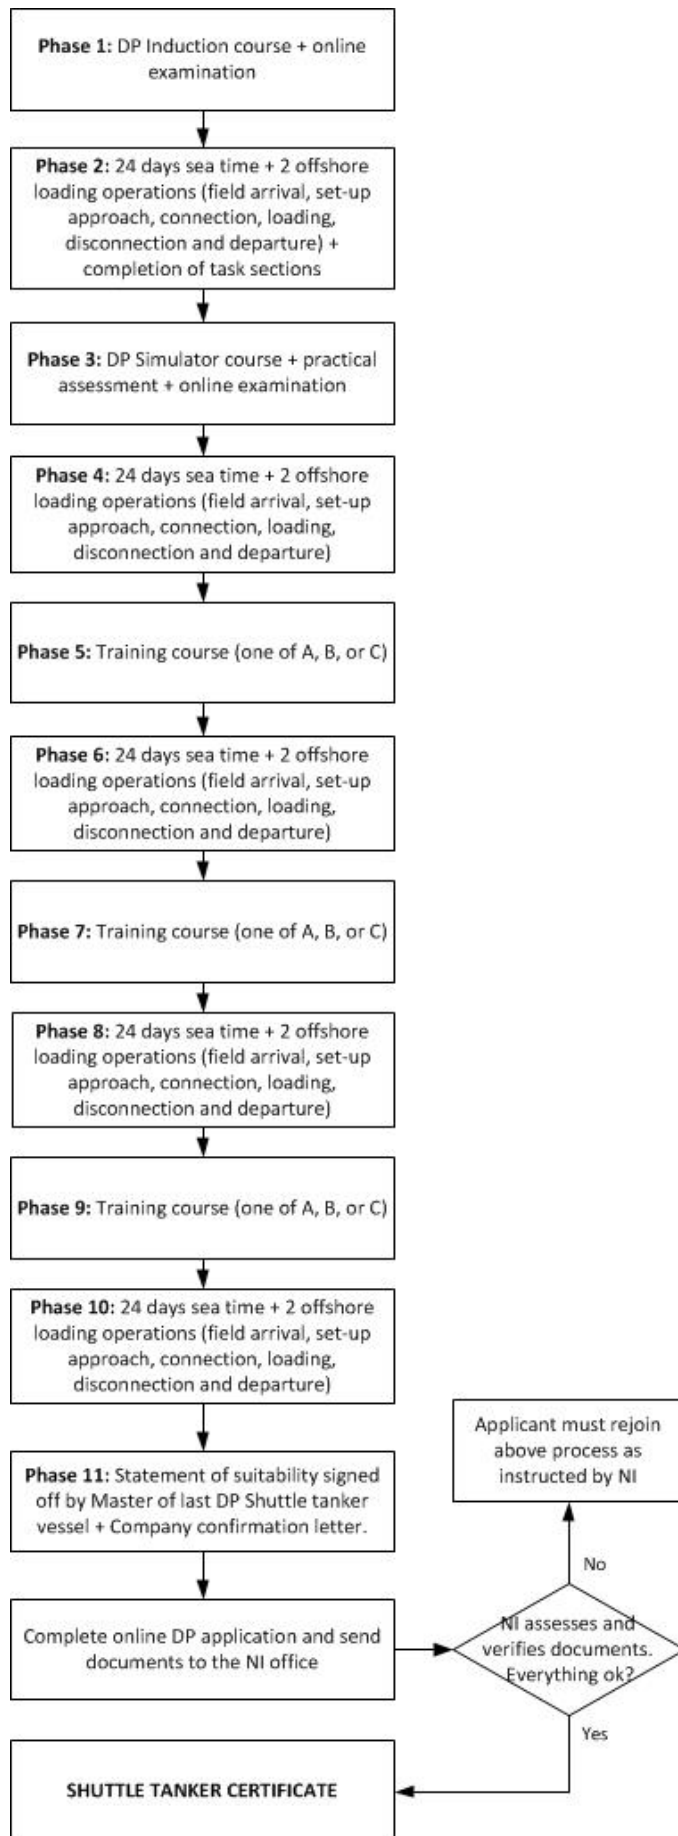 Phase 1: DP Induction course + online
examination
Phase 2: 24 days sea time + 2 offshore
loading operations (field arrival, set-up
approach, connection, loading,
disconnection and departure) +
completion of task sections
Phase 3: DP Simulator course + practical
assessment + online examination
Phase 4: 24 days sea time + 2 offshore
loading operations (field arrival, set-up
approach, connection, loading,
disconnection and departure)
Phase 5: Training course (one of A, B, or C)
Phase 6: 24 days sea time + 2 offshore
loading operations (field arrival, set-up
approach, connection, loading,
disconnection and departure)
Phase 7: Training course (one of A, B, or C)
Phase 8: 24 days sea time + 2 offshore
loading operations (field arrival, set-up
approach, connection, loading,
disconnection and departure)
Phase 9: Training course (one of A, B, or C)
Phase 10: 24 days sea time + 2 offshore
loading operations (field arrival, set-up
approach, connection, loading,
disconnection and departure)
Phase 11: Statement of suitability signed
off by Master of last DP Shuttle tanker
vessel + Company confirmation letter.
Complete online DP application and send
documents to the NI office
NI assesses and
verifies documents.
Everything ok?
No
Applicant must rejoin
above process as
instructed by NI
Yes
SHUTTLE TANKER CERTIFICATE